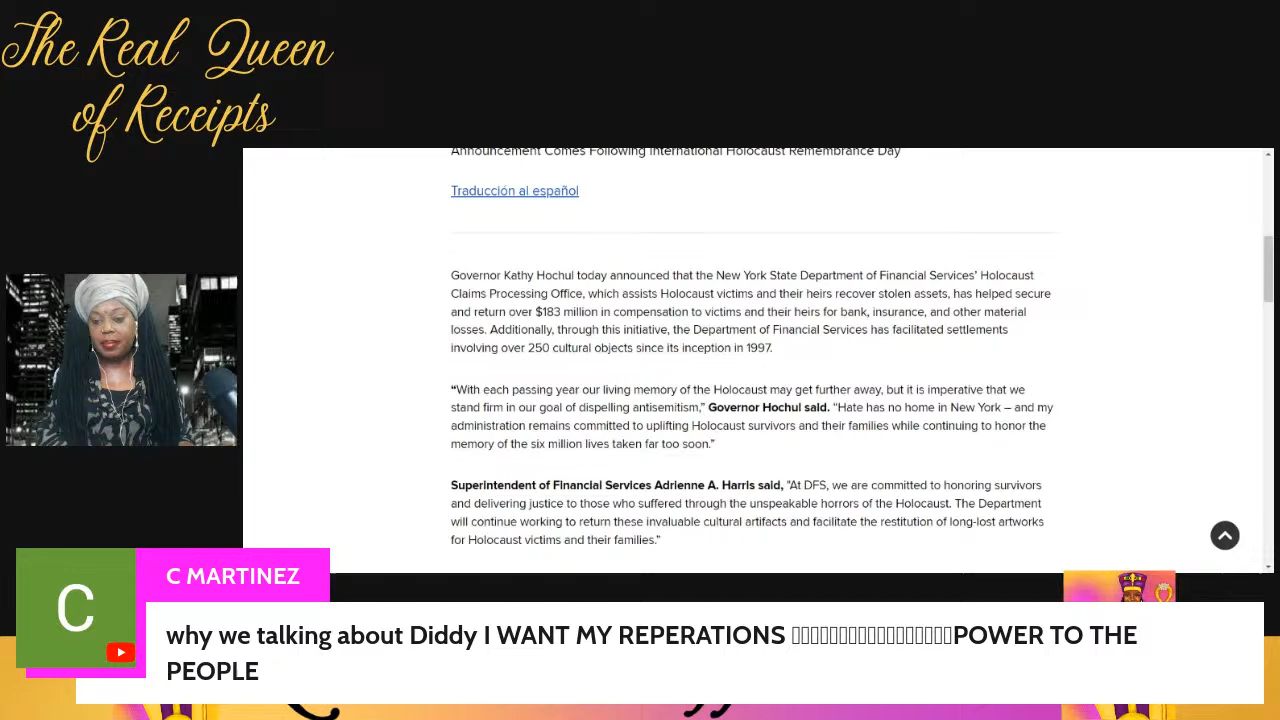 The Real Queen
of Receipts
Announcement Comes Following International Holocaust Remembrance Day
Traducción al español
Governor Kathy Hochul today announced that the New York State Department of Financial Services’ Holocaust
Claims Processing Office, which assists Holocaust victims and their heirs recover stolen assets, has helped secure
and return over $183 million in compensation to victims and their heirs for bank, insurance, and other material
losses. Additionally, through this initiative, the Department of Financial Services has facilitated settlements
involving over 250 cultural objects since its inception in 1997.
“With each passing year our living memory of the Holocaust may get further away, but it is imperative that we
stand firm in our goal of dispelling antisemitism,” Governor Hochul said. “Hate has no home in New York – and my
administration remains committed to uplifting Holocaust survivors and their families while continuing to honor the
memory of the six million lives taken far too soon.”
Superintendent of Financial Services Adrienne A. Harris said, "At DFS, we are committed to honoring survivors
and delivering justice to those who suffered through the unspeakable horrors of the Holocaust. The Department
will continue working to return these invaluable cultural artifacts and facilitate the restitution of long-lost artworks
for Holocaust victims and their families.”
C
C MARTINEZ
why we talking about Diddy I WANT MY REPERATIONS POWER TO THE
PEOPLE